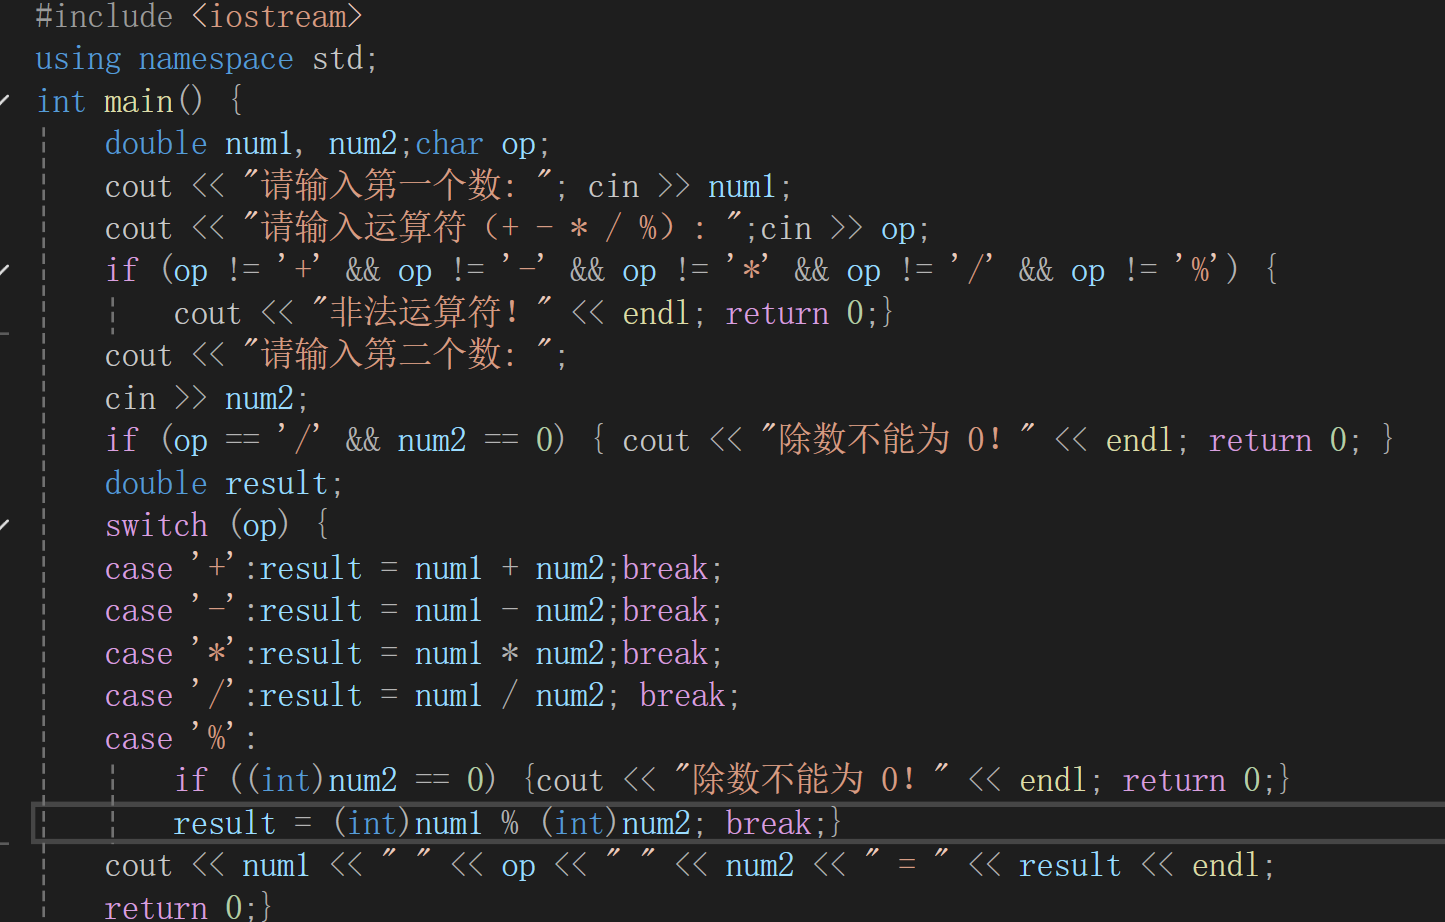 #include <iostream>
using namespace std;
int main() {
double num1, num2;char op;
cout << "请输入第一个数: "; cin >> num1;
cout << "请输入运算符（+ - * / %）: ";cin >> op;
if (op != '+' && op != '-' && op != '*' && op != '/' && op != '%') {
cout << "非法运算符！" << endl; return 0;}
cout << "请输入第二个数: ";
cin >> num2;
if (op == '/' && num2 == 0) { cout << "除数不能为 0！" << endl; return 0; }
double result;
switch (op) {
case '+':result = num1 + num2;break;
case '-':result = num1 - num2;break;
case '*':result = num1 * num2;break;
case '/':result = num1 / num2; break;
case '%':
if ((int)num2 == 0) {cout << "除数不能为 0！" << endl; return 0;}
result = (int)num1 % (int)num2; break;}
cout << num1 << " " << op << " " << num2 << " = " << result << endl;
return 0;}